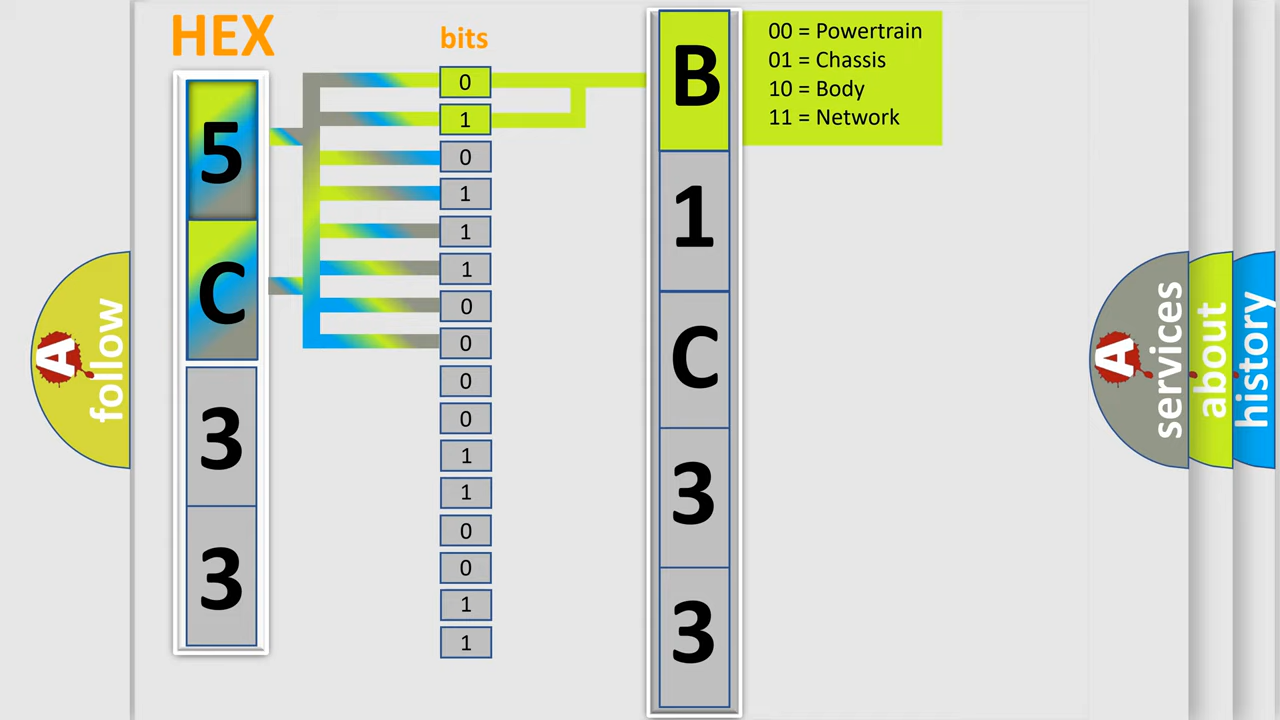 HEX
bits
5
C
3
3
0
1
0
1
1
1
0
0
0
0
1
1
0
0
1
1
B
1
C
3
3
00 = Powertrain
01 = Chassis
10 = Body
11 = Network
A
follow
A
services
about
history